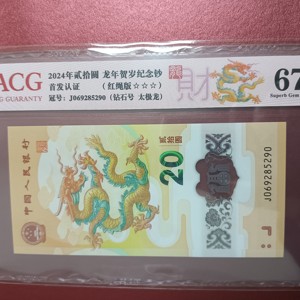 ACG
GUARANTY
2024年贰拾圆 龙年贺岁纪念钞
首发认证 (红绳版☆☆☆)
冠号: J069285290 (钻石号 太极龙)
財
67
Superb Gem
中国人民银行
贰拾圆
20
J069285290